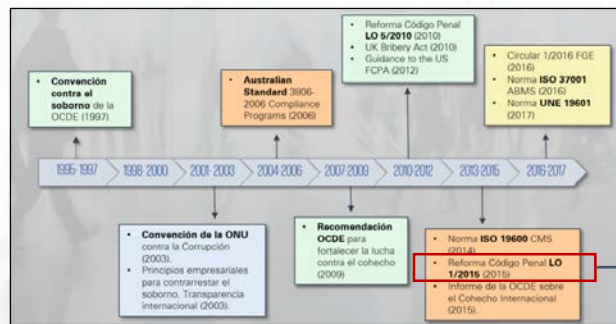 • Reforma Código Penal
LO 5/2010 (2010)
• UK Bribery Act (2010)
• Guidance to the US
FCPA (2012)
• Circular 1/2016 FGE
(2016)
• Norma ISO 37001
ABMS (2016)
• Norma UNE 19601
(2017)
• Convención
contra el
soborno de la
OCDE (1997)
• Australian
Standard 3806-
2006 Compliance
Programs (2006)
1995-1997
1998-2000
2001-2003
2004-2006
2007-2009
2010-2012
2013-2015
2016-2017
• Convención de la ONU
contra la Corrupción
(2003).
• Principios empresariales
para contrarrestar el
soborno. Transparencia
internacional (2003).
• Recomendación
OCDE para
fortalecer la lucha
contra el cohecho
(2009)
• Norma ISO 19600 CMS
(2014)
• Reforma Código Penal LO
1/2015 (2015)
• Informe de la OCDE sobre
el Cohecho Internacional
(2015).